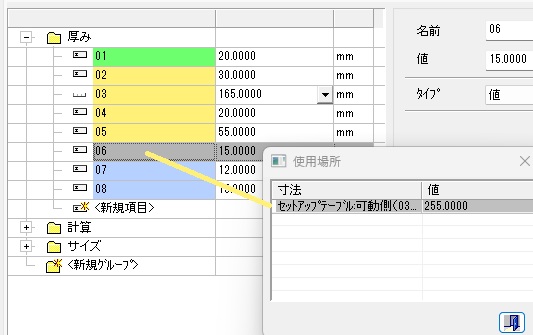 厚み
01 20.0000 mm
02 30.0000 mm
03 165.0000 mm
04 20.0000 mm
05 55.0000 mm
06 15.0000
07 12.0000
08
<新規項目>
計算
サイズ
<新規グループ>
名前 06
値 15.0000
タイプ 値
使用場所
寸法 値
セットアップテーブル:可動側(03... 255.0000